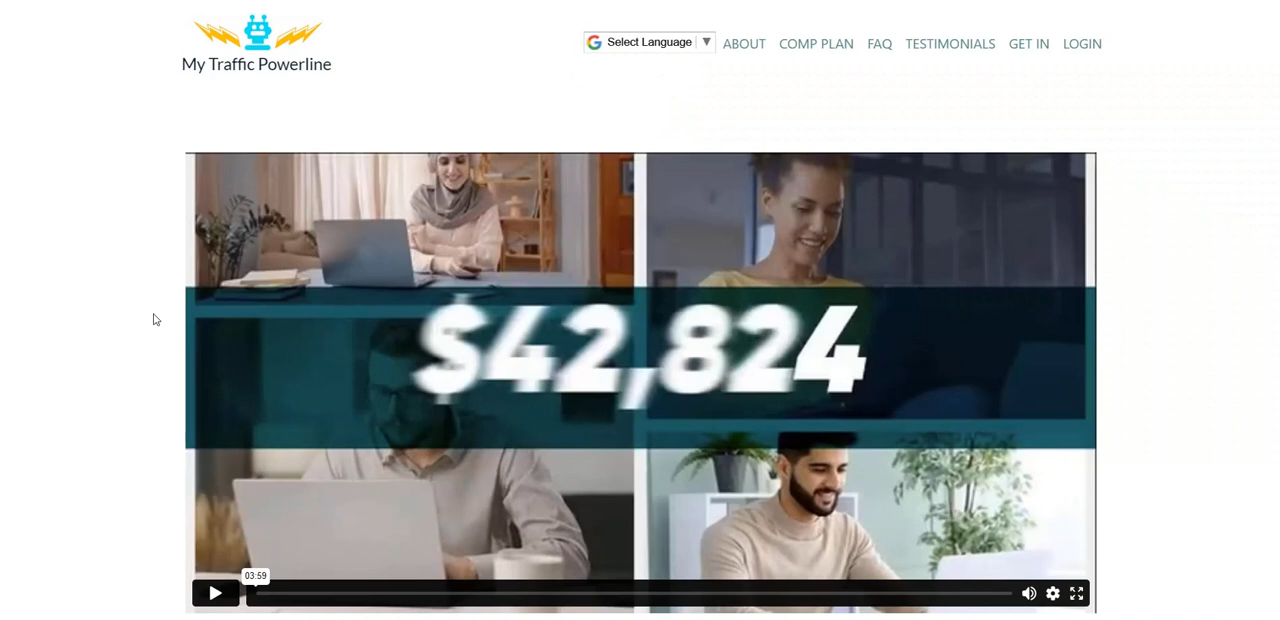 My Traffic Powerline
Select Language ▼
ABOUT
COMP PLAN
FAQ
TESTIMONIALS
GET IN
LOGIN
$42,824
03:59